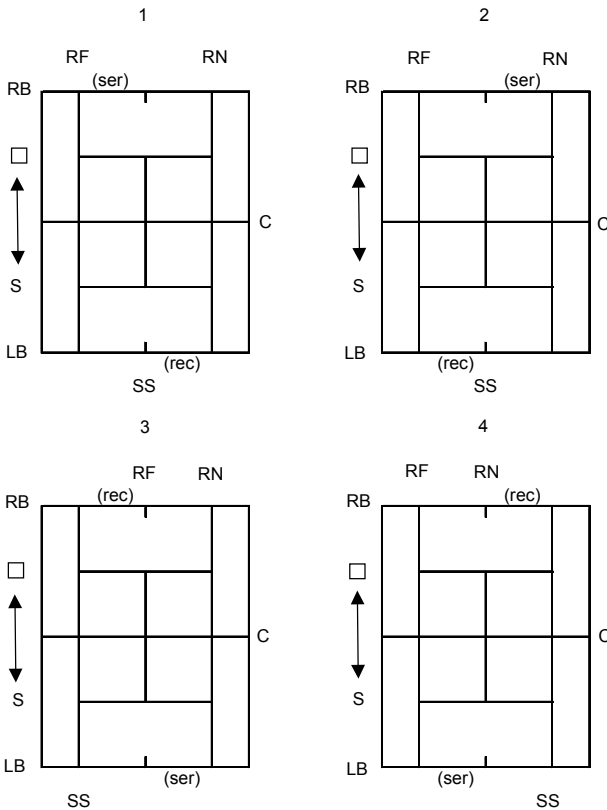 1
2
RF RN
RF RN
(ser)
(ser)
RB
RB
C
C
S
S
LB
LB
(rec)
(rec)
SS
SS
3
4
RF RN
RF RN
(rec)
(rec)
RB
RB
C
C
S
S
LB
LB
(ser)
(ser)
SS
SS